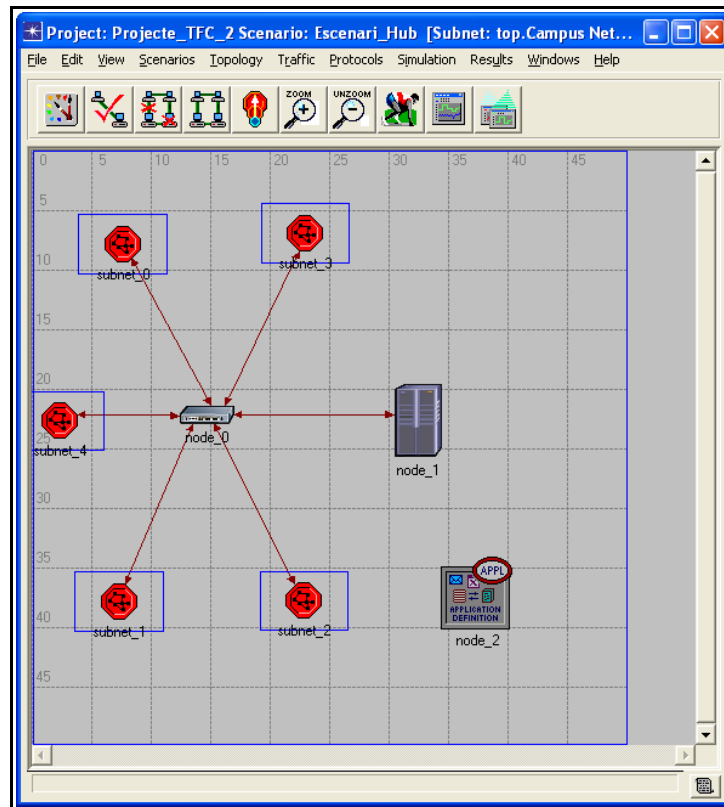 Project: Projecte_TFC_2 Scenario: Escenari_Hub [Subnet: top.Campus Net...
File Edit View Scenarios Topology Traffic Protocols Simulation Results Windows Help
ZOOM UNZOOM
0 5 10 15 20 25 30 35 40 45
5
10
subnet_0
subnet_3
15
20
25
node_0
subnet_4
node_1
30
35
APPL
APPLICATION
DEFINITION
40
subnet_1
subnet_2
node_2
45